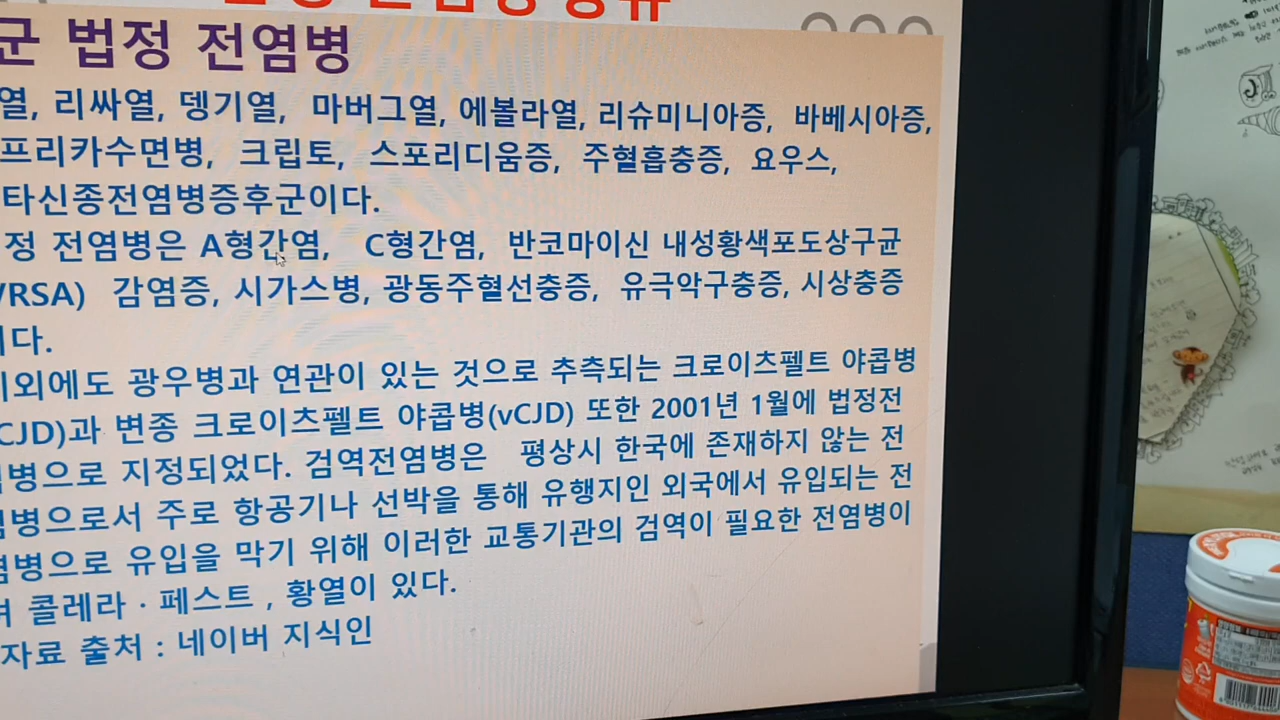 군 법정 전염병
열, 리싸열, 뎅기열, 마버그열, 에볼라열, 리슈미니아증, 바베시아증,
프리카수면병, 크립토, 스포리디움증, 주혈흡충증, 요우스,
타신종전염병증후군이다.
정 전염병은 A형간염, C형간염, 반코마이신 내성황색포도상구균
VRSA) 감염증, 시가스병, 광동주혈선충증, 유극악구충증, 시상충증
이다.
외에도 광우병과 연관이 있는 것으로 추측되는 크로이츠펠트 야콥병
CJD)과 변종 크로이츠펠트 야콥병(vCJD) 또한 2001년 1월에 법정전
염병으로 지정되었다. 검역전염병은 평상시 한국에 존재하지 않는 전
염병으로서 주로 항공기나 선박을 통해 유행지인 외국에서 유입되는 전
염병으로 유입을 막기 위해 이러한 교통기관의 검역이 필요한 전염병이
며 콜레라 · 페스트 , 황열이 있다.
자료 출처 : 네이버 지식인